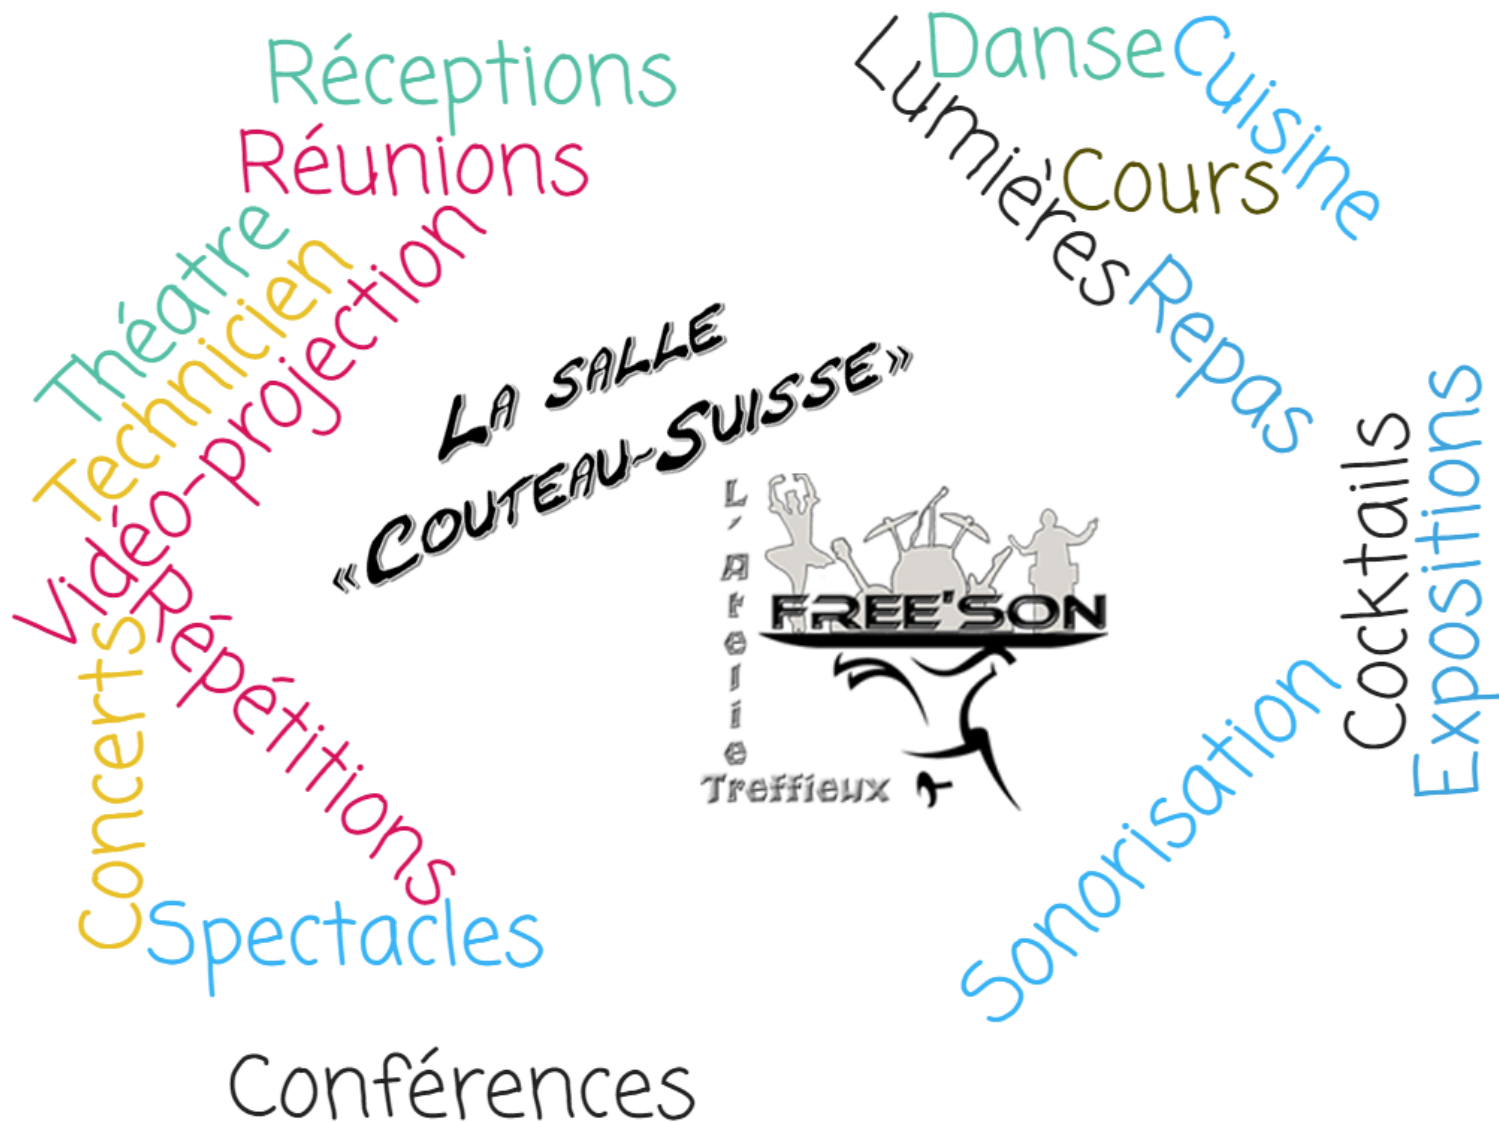 Réceptions
Réunions
Théatre
Technicien
Vidéo-projection
Répétitions
Concerts
Spectacles
Conférences
La salle
«Couteau-Suisse»
L'Atelie
FREE'SON
Treffieux
Danse
Cuisine
Lumières
Cours
Repas
Cocktails
Expositions
Sonorisation